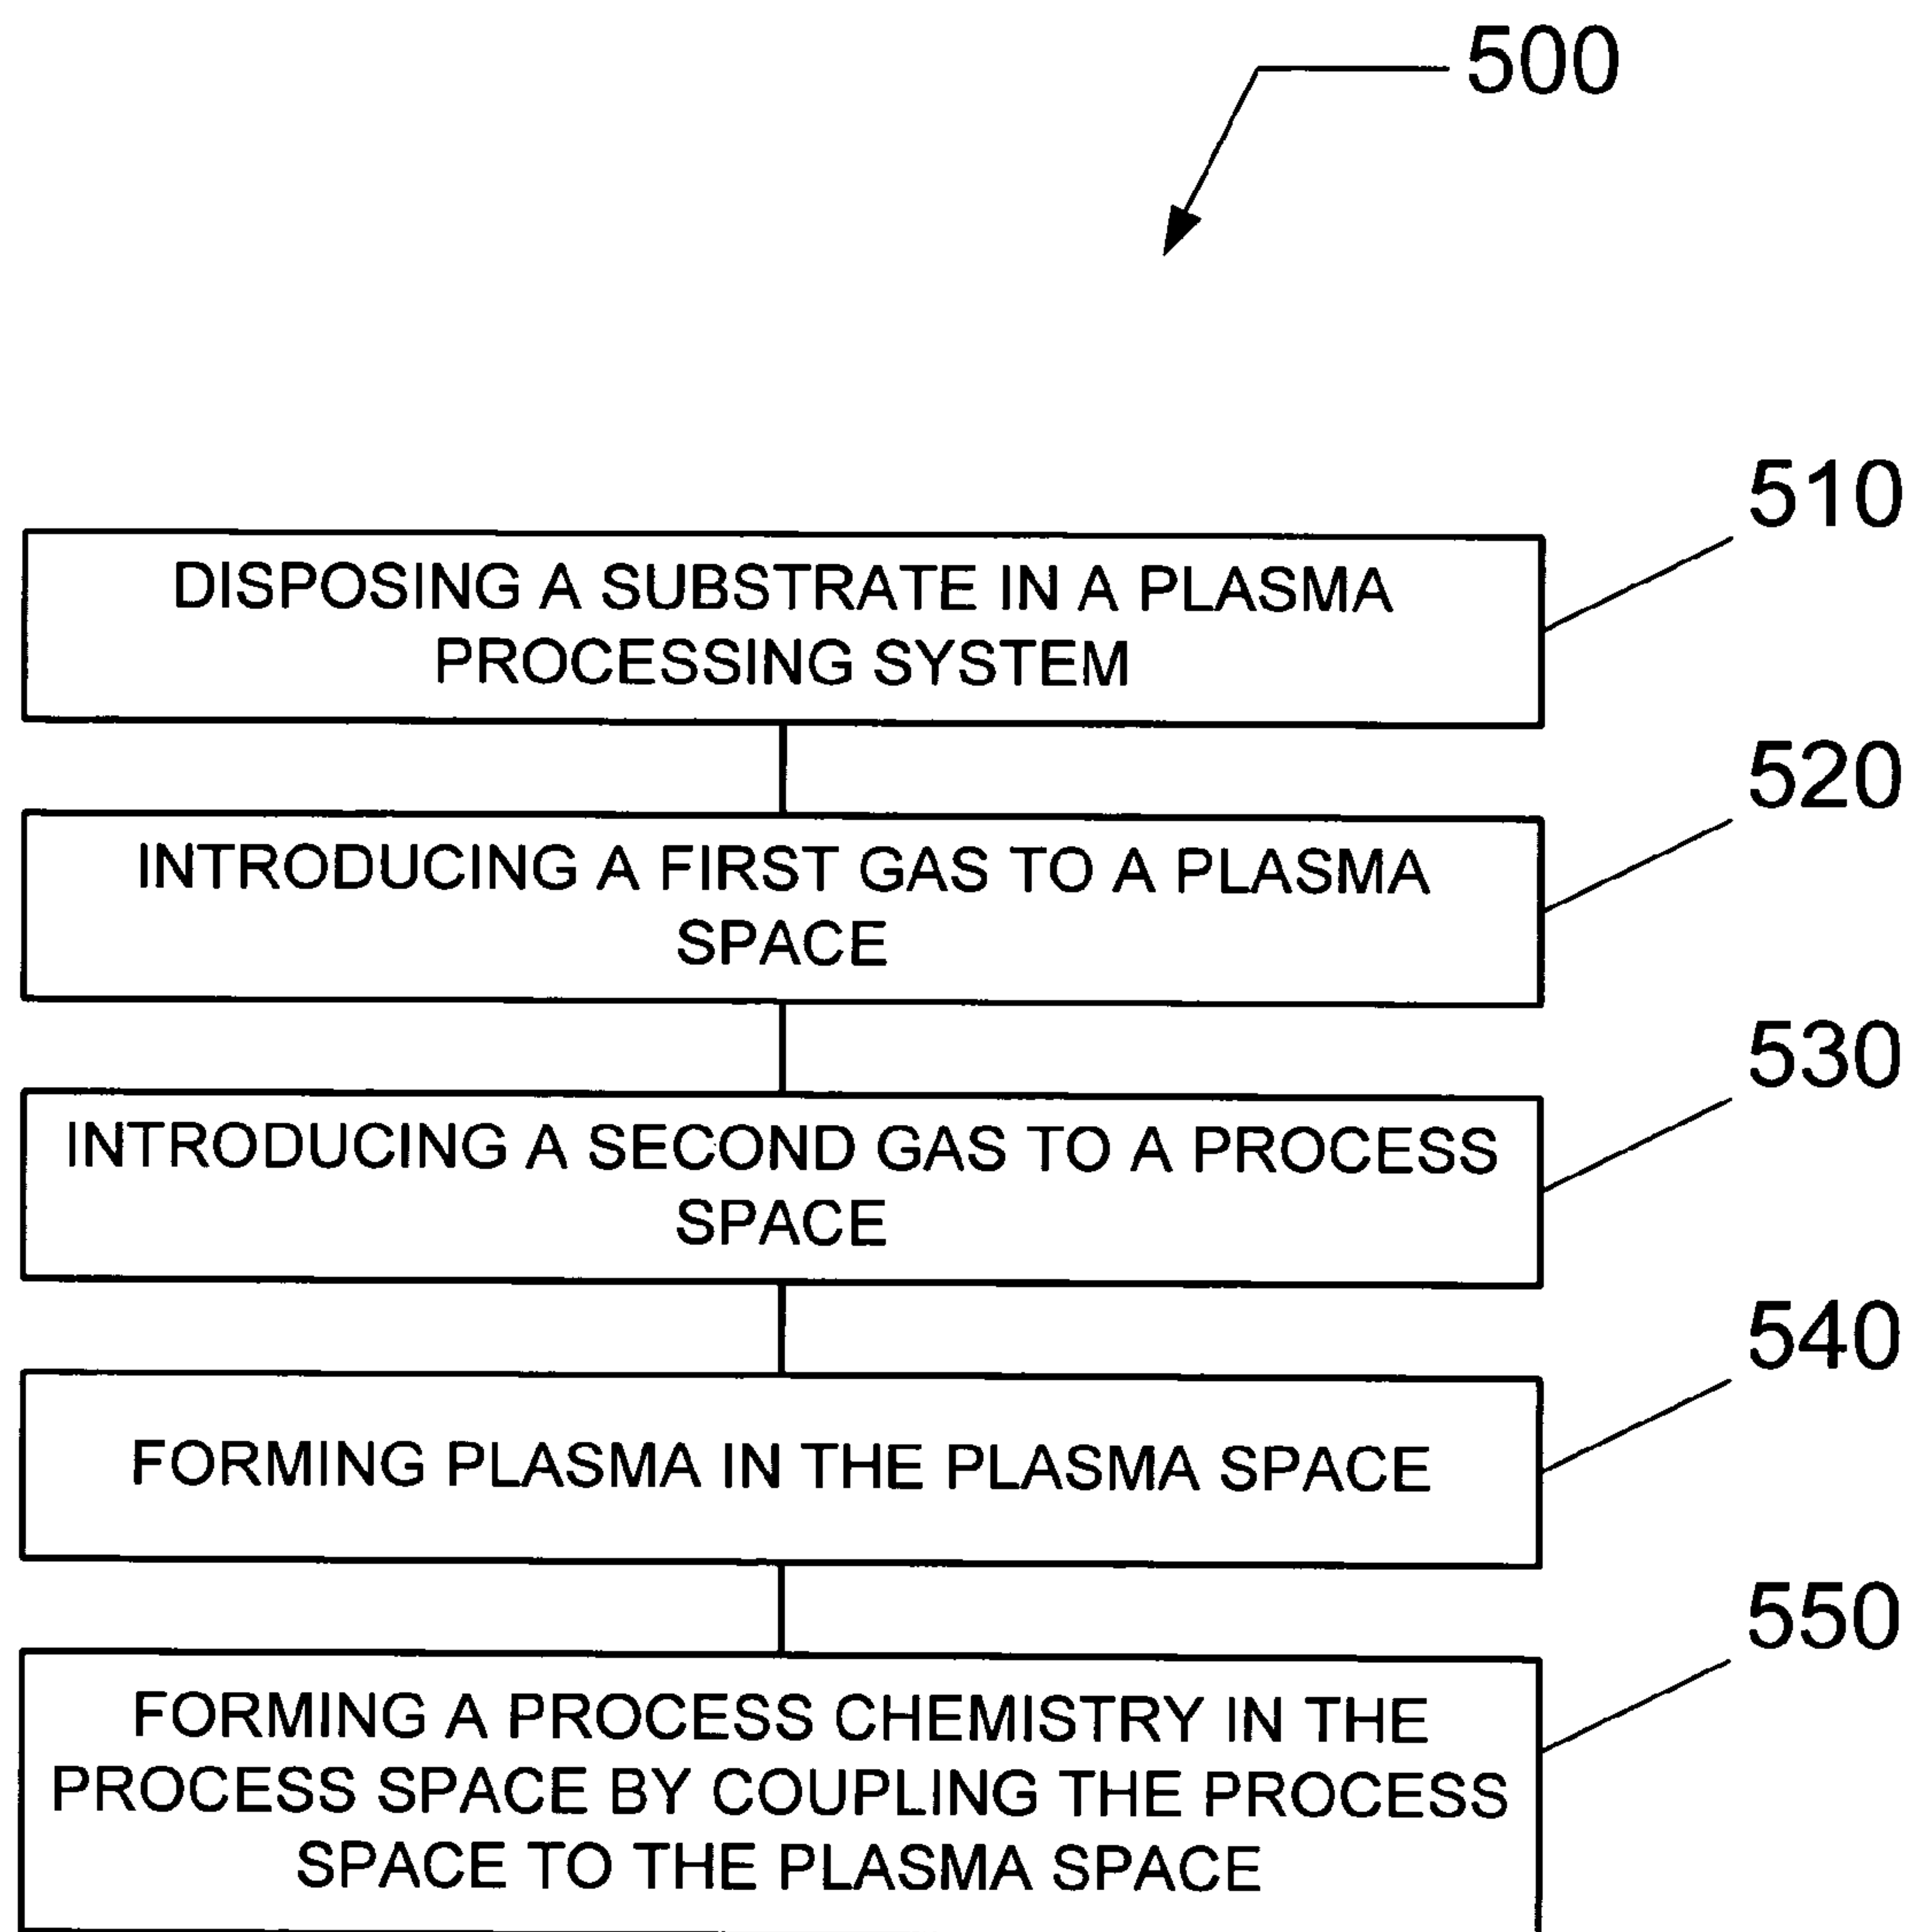 500
510
DISPOSING A SUBSTRATE IN A PLASMA
PROCESSING SYSTEM
520
INTRODUCING A FIRST GAS TO A PLASMA
SPACE
530
INTRODUCING A SECOND GAS TO A PROCESS
SPACE
540
FORMING PLASMA IN THE PLASMA SPACE
550
FORMING A PROCESS CHEMISTRY IN THE
PROCESS SPACE BY COUPLING THE PROCESS
SPACE TO THE PLASMA SPACE